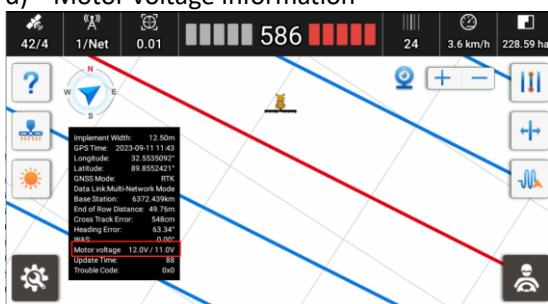 d) Motor voltage information
42/4 1/Net 0.01 586 24 3.6 km/h 228.59 ha
?
N
W E
S
+ −
Implement Width: 12.50m
GPS Time: 2023-09-11 11:43
Longitude: 32.5535092°
Latitude: 89.8552421°
GNSS Mode: RTK
Data Link:Multi-Network Mode
Base Station: 6372.439km
End of Row Distance: 49.76m
Cross Track Error: 548cm
Heading Error: 63.34°
WAS: 0.00°
Motor voltage 12.0V / 11.0V
Update Time: 88
Trouble Code: 0x0